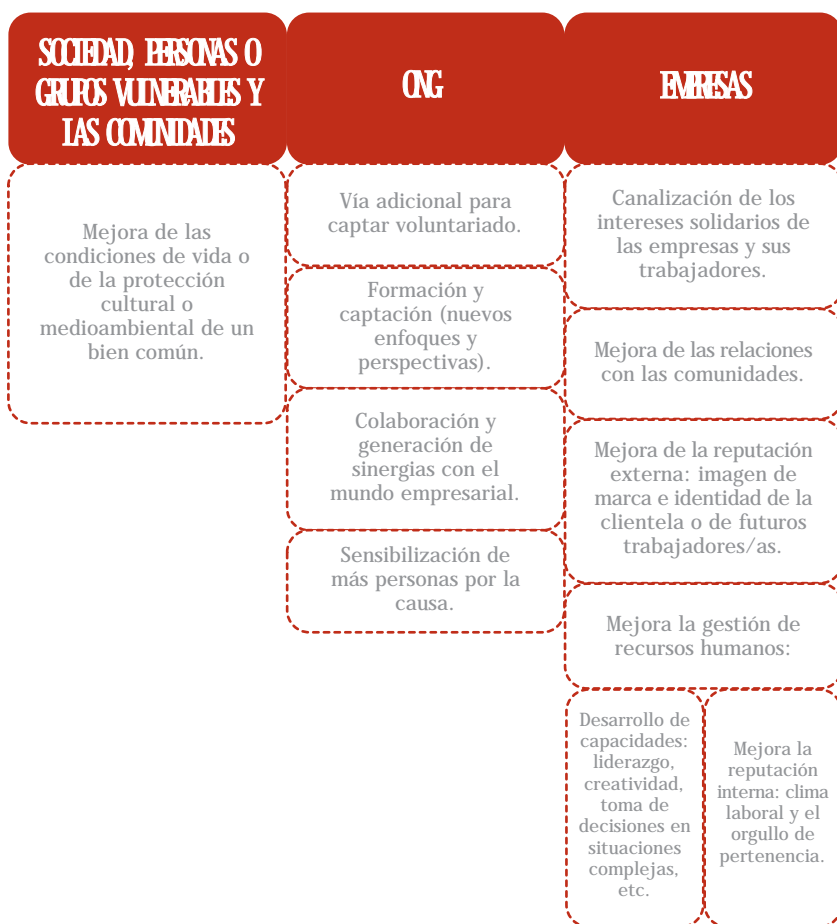 SOCIEDAD, PERSONAS O
GRUPOS VULNERABLES Y
LAS COMUNIDADES
Mejora de las
condiciones de vida o
de la protección
cultural o
medioambiental de un
bien común.
ONG
Vía adicional para
captar voluntariado.
Formación y
captación (nuevos
enfoques y
perspectivas).
Colaboración y
generación de
sinergias con el
mundo empresarial.
Sensibilización de
más personas por la
causa.
EMPRESAS
Canalización de los
intereses solidarios de
las empresas y sus
trabajadores.
Mejora de las relaciones
con las comunidades.
Mejora de la reputación
externa: imagen de
marca e identidad de la
clientela o de futuros
trabajadores/as.
Mejora la gestión de
recursos humanos:
Desarrollo de
capacidades:
liderazgo,
creatividad,
toma de
decisiones en
situaciones
complejas,
etc.
Mejora la
reputación
interna: clima
laboral y el
orgullo de
pertenencia.